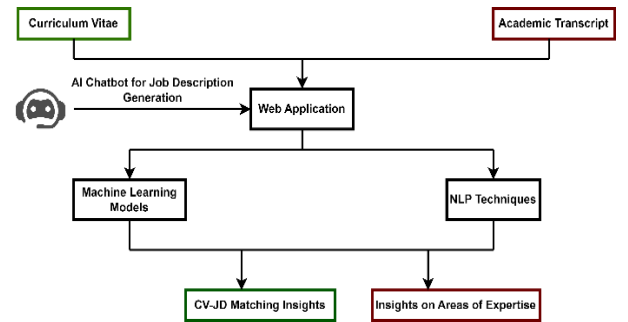 Curriculum Vitae
Academic Transcript
AI Chatbot for Job Description
Generation
Web Application
Machine Learning
Models
NLP Techniques
CV-JD Matching Insights
Insights on Areas of Expertise